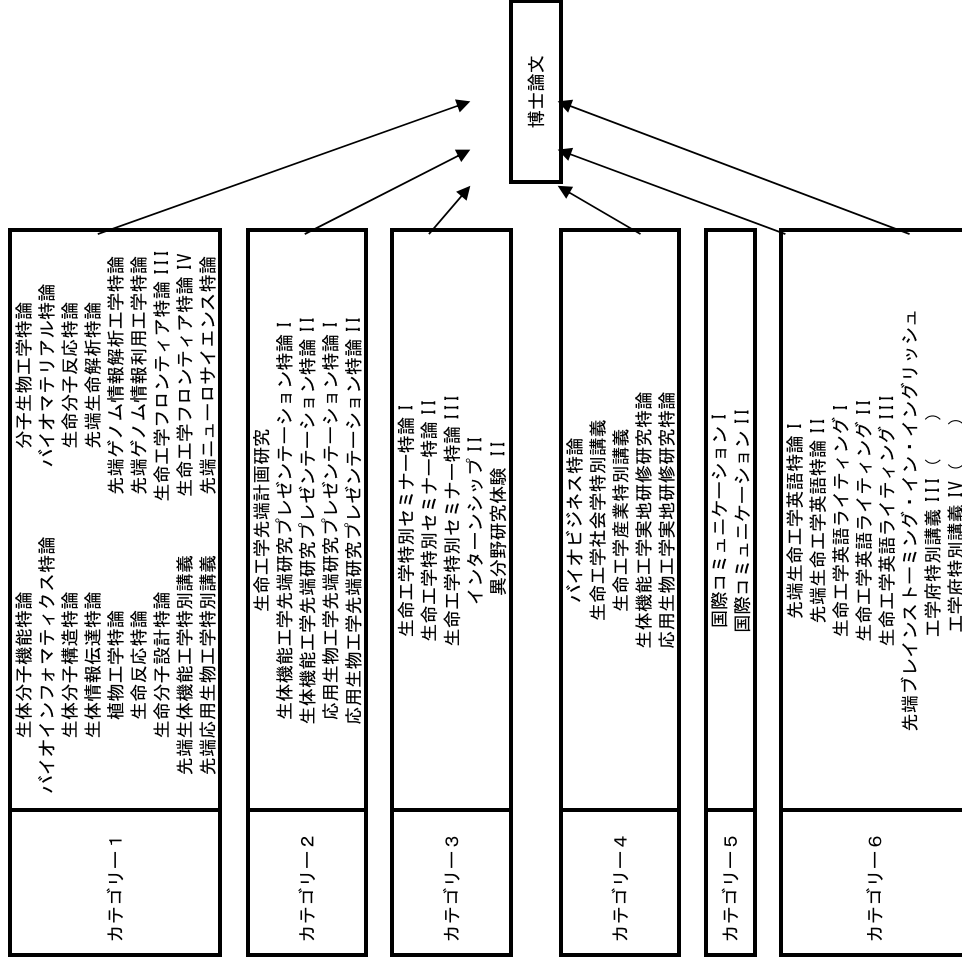 カテゴリー１
生体分子機能特論 分子生物工学特論
バイオインフォマティクス特論 バイオマテリアル特論
生体分子構造特論 生命分子反応特論
生体情報伝達特論 先端生命解析特論
植物工学特論 先端ゲノム情報解析工学特論
生命反応特論 先端ゲノム情報利用工学特論
生命分子設計特論 生命工学フロンティア特論 III
先端生体機能工学特別講義 生命工学フロンティア特論 IV
先端応用生物工学特別講義 先端ニューロサイエンス特論
カテゴリー２
生命工学先端計画研究
生体機能工学先端研究プレゼンテーション特論 I
生体機能工学先端研究プレゼンテーション特論 II
応用生物工学先端研究プレゼンテーション特論 I
応用生物工学先端研究プレゼンテーション特論 II
カテゴリー３
生命工学特別セミナー特論 I
生命工学特別セミナー特論 II
生命工学特別セミナー特論 III
インターンシップ II
異分野研究体験 II
博士論文
カテゴリー４
バイオビジネス特論
生命工学社会学特別講義
生命工学産業特別講義
生体機能工学実地研修研究特論
応用生物工学実地研修研究特論
カテゴリー５
国際コミュニケーション I
国際コミュニケーション II
カテゴリー６
先端生命工学英語特論 I
先端生命工学英語特論 II
生命工学英語ライティング I
生命工学英語ライティング II
生命工学英語ライティング III
先端ブレインストーミング・イン・イングリッシュ
工学府特別講義 III (　　)
工学府特別講義 IV (　　)